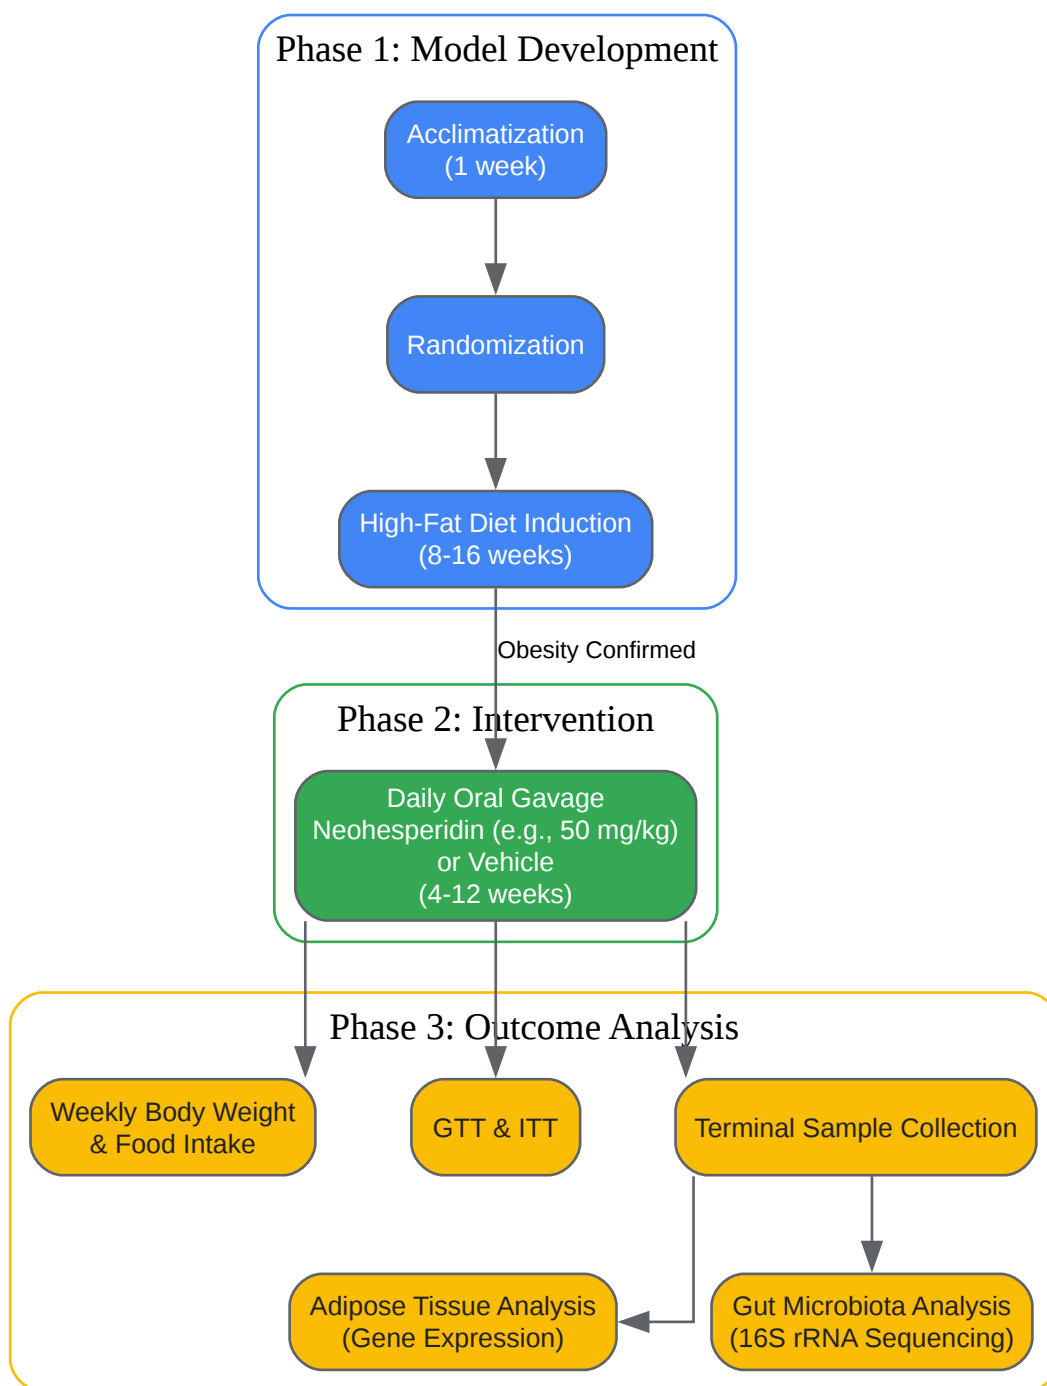 Phase 1: Model Development
Acclimatization
(1 week)
Randomization
High-Fat Diet Induction
(8-16 weeks)
Obesity Confirmed
Phase 2: Intervention
Daily Oral Gavage
Neohesperidin (e.g., 50 mg/kg)
or Vehicle
(4-12 weeks)
Phase 3: Outcome Analysis
Weekly Body Weight
& Food Intake
GTT & ITT
Terminal Sample Collection
Adipose Tissue Analysis
(Gene Expression)
Gut Microbiota Analysis
(16S rRNA Sequencing)